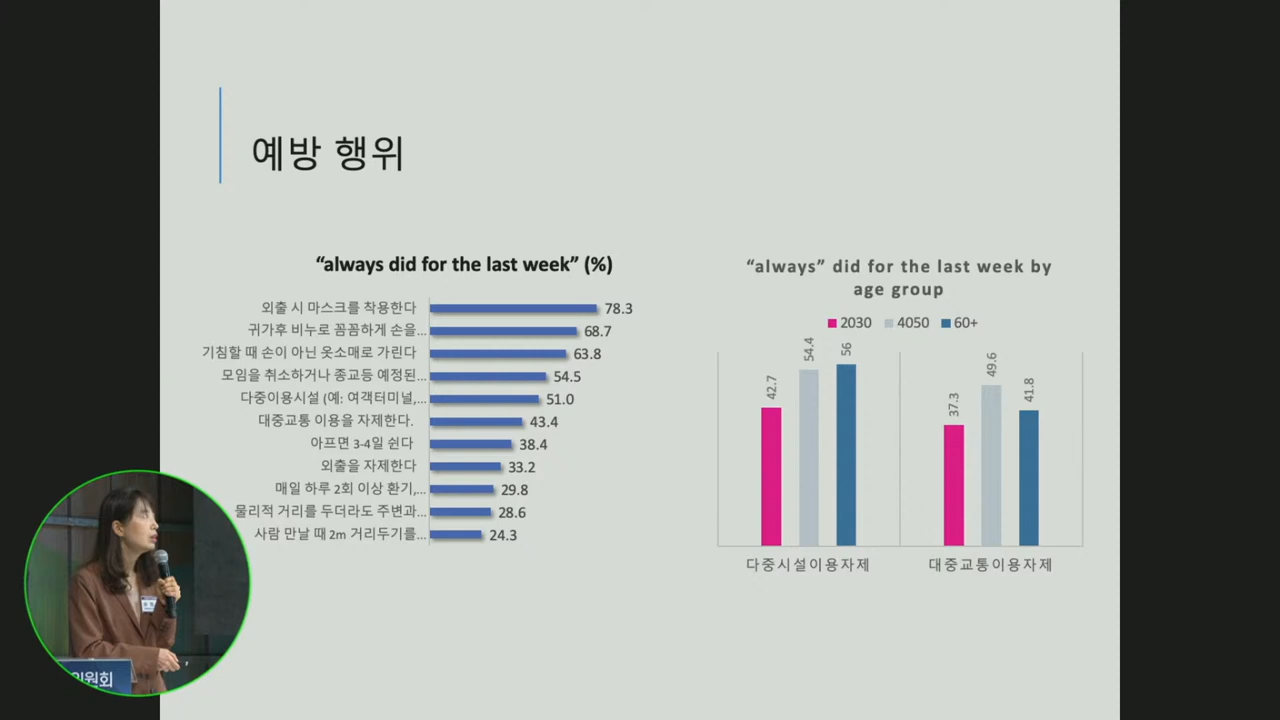 예방 행위
“always did for the last week” (%)
외출 시 마스크를 착용한다 78.3
귀가후 비누로 꼼꼼하게 손을... 68.7
기침할 때 손이 아닌 옷소매로 가린다 63.8
모임을 취소하거나 종교등 예정된... 54.5
다중이용시설 (예: 여객터미널,... 51.0
대중교통 이용을 자제한다. 43.4
아프면 3-4일 쉰다 38.4
외출을 자제한다 33.2
매일 하루 2회 이상 환기,... 29.8
물리적 거리를 두더라도 주변과... 28.6
사람 만날 때 2m 거리두기를... 24.3
“always” did for the last week by
age group
2030 4050 60+
42.7 54.4 56 37.3 49.6 41.8
다중시설이용자제 대중교통이용자제
위원회